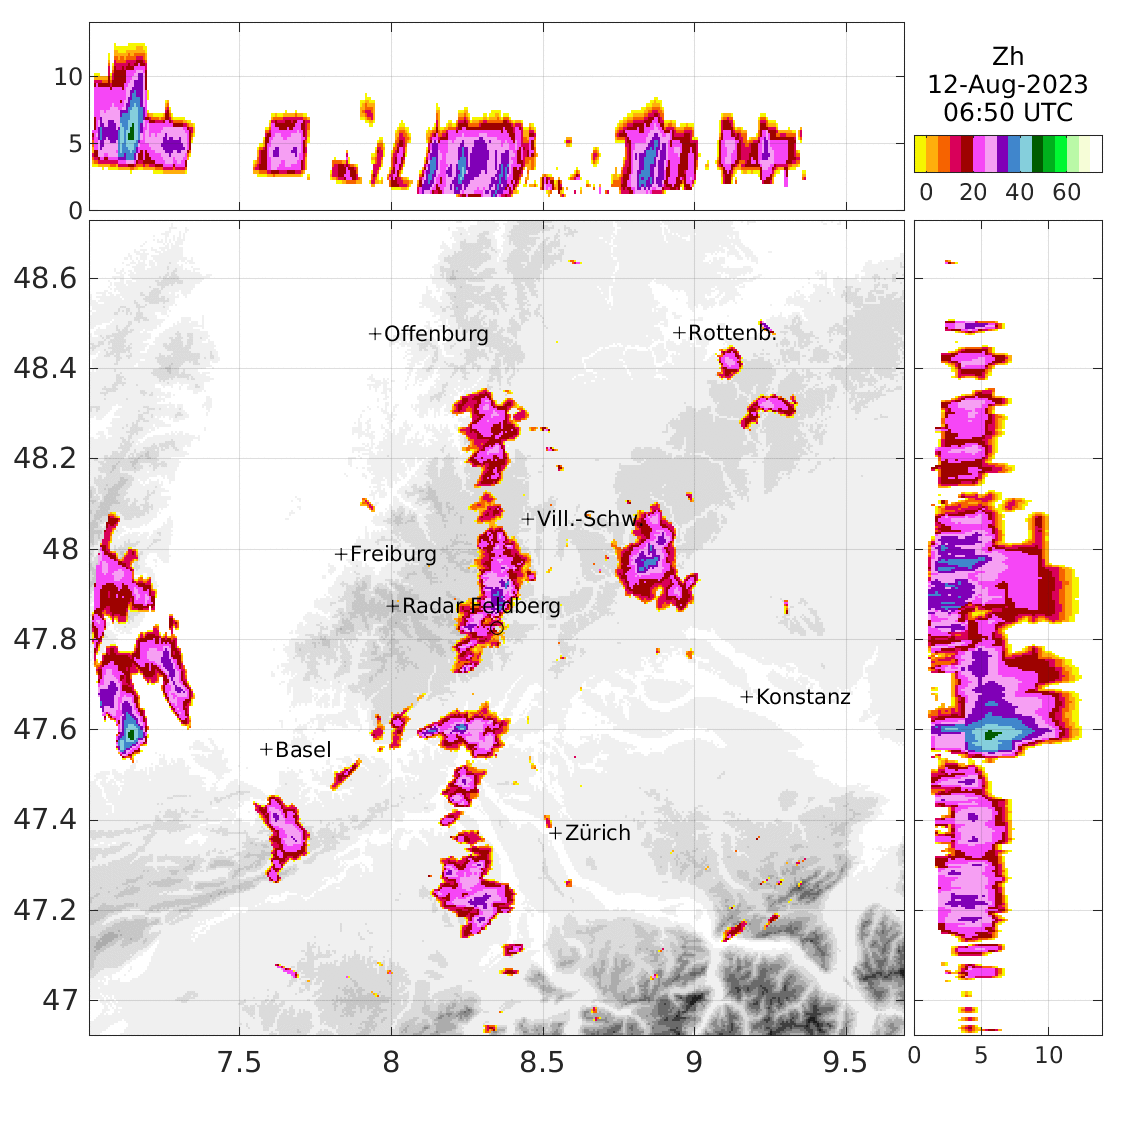 10
5
0
Zh
12-Aug-2023
06:50 UTC
0 20 40 60
48.6
48.4
48.2
48
47.8
47.6
47.4
47.2
47
Offenburg
Rottenb.
Vill.-Schw.
Freiburg
Radar Feldberg
Konstanz
Basel
Zürich
7.5 8 8.5 9 9.5
0 5 10